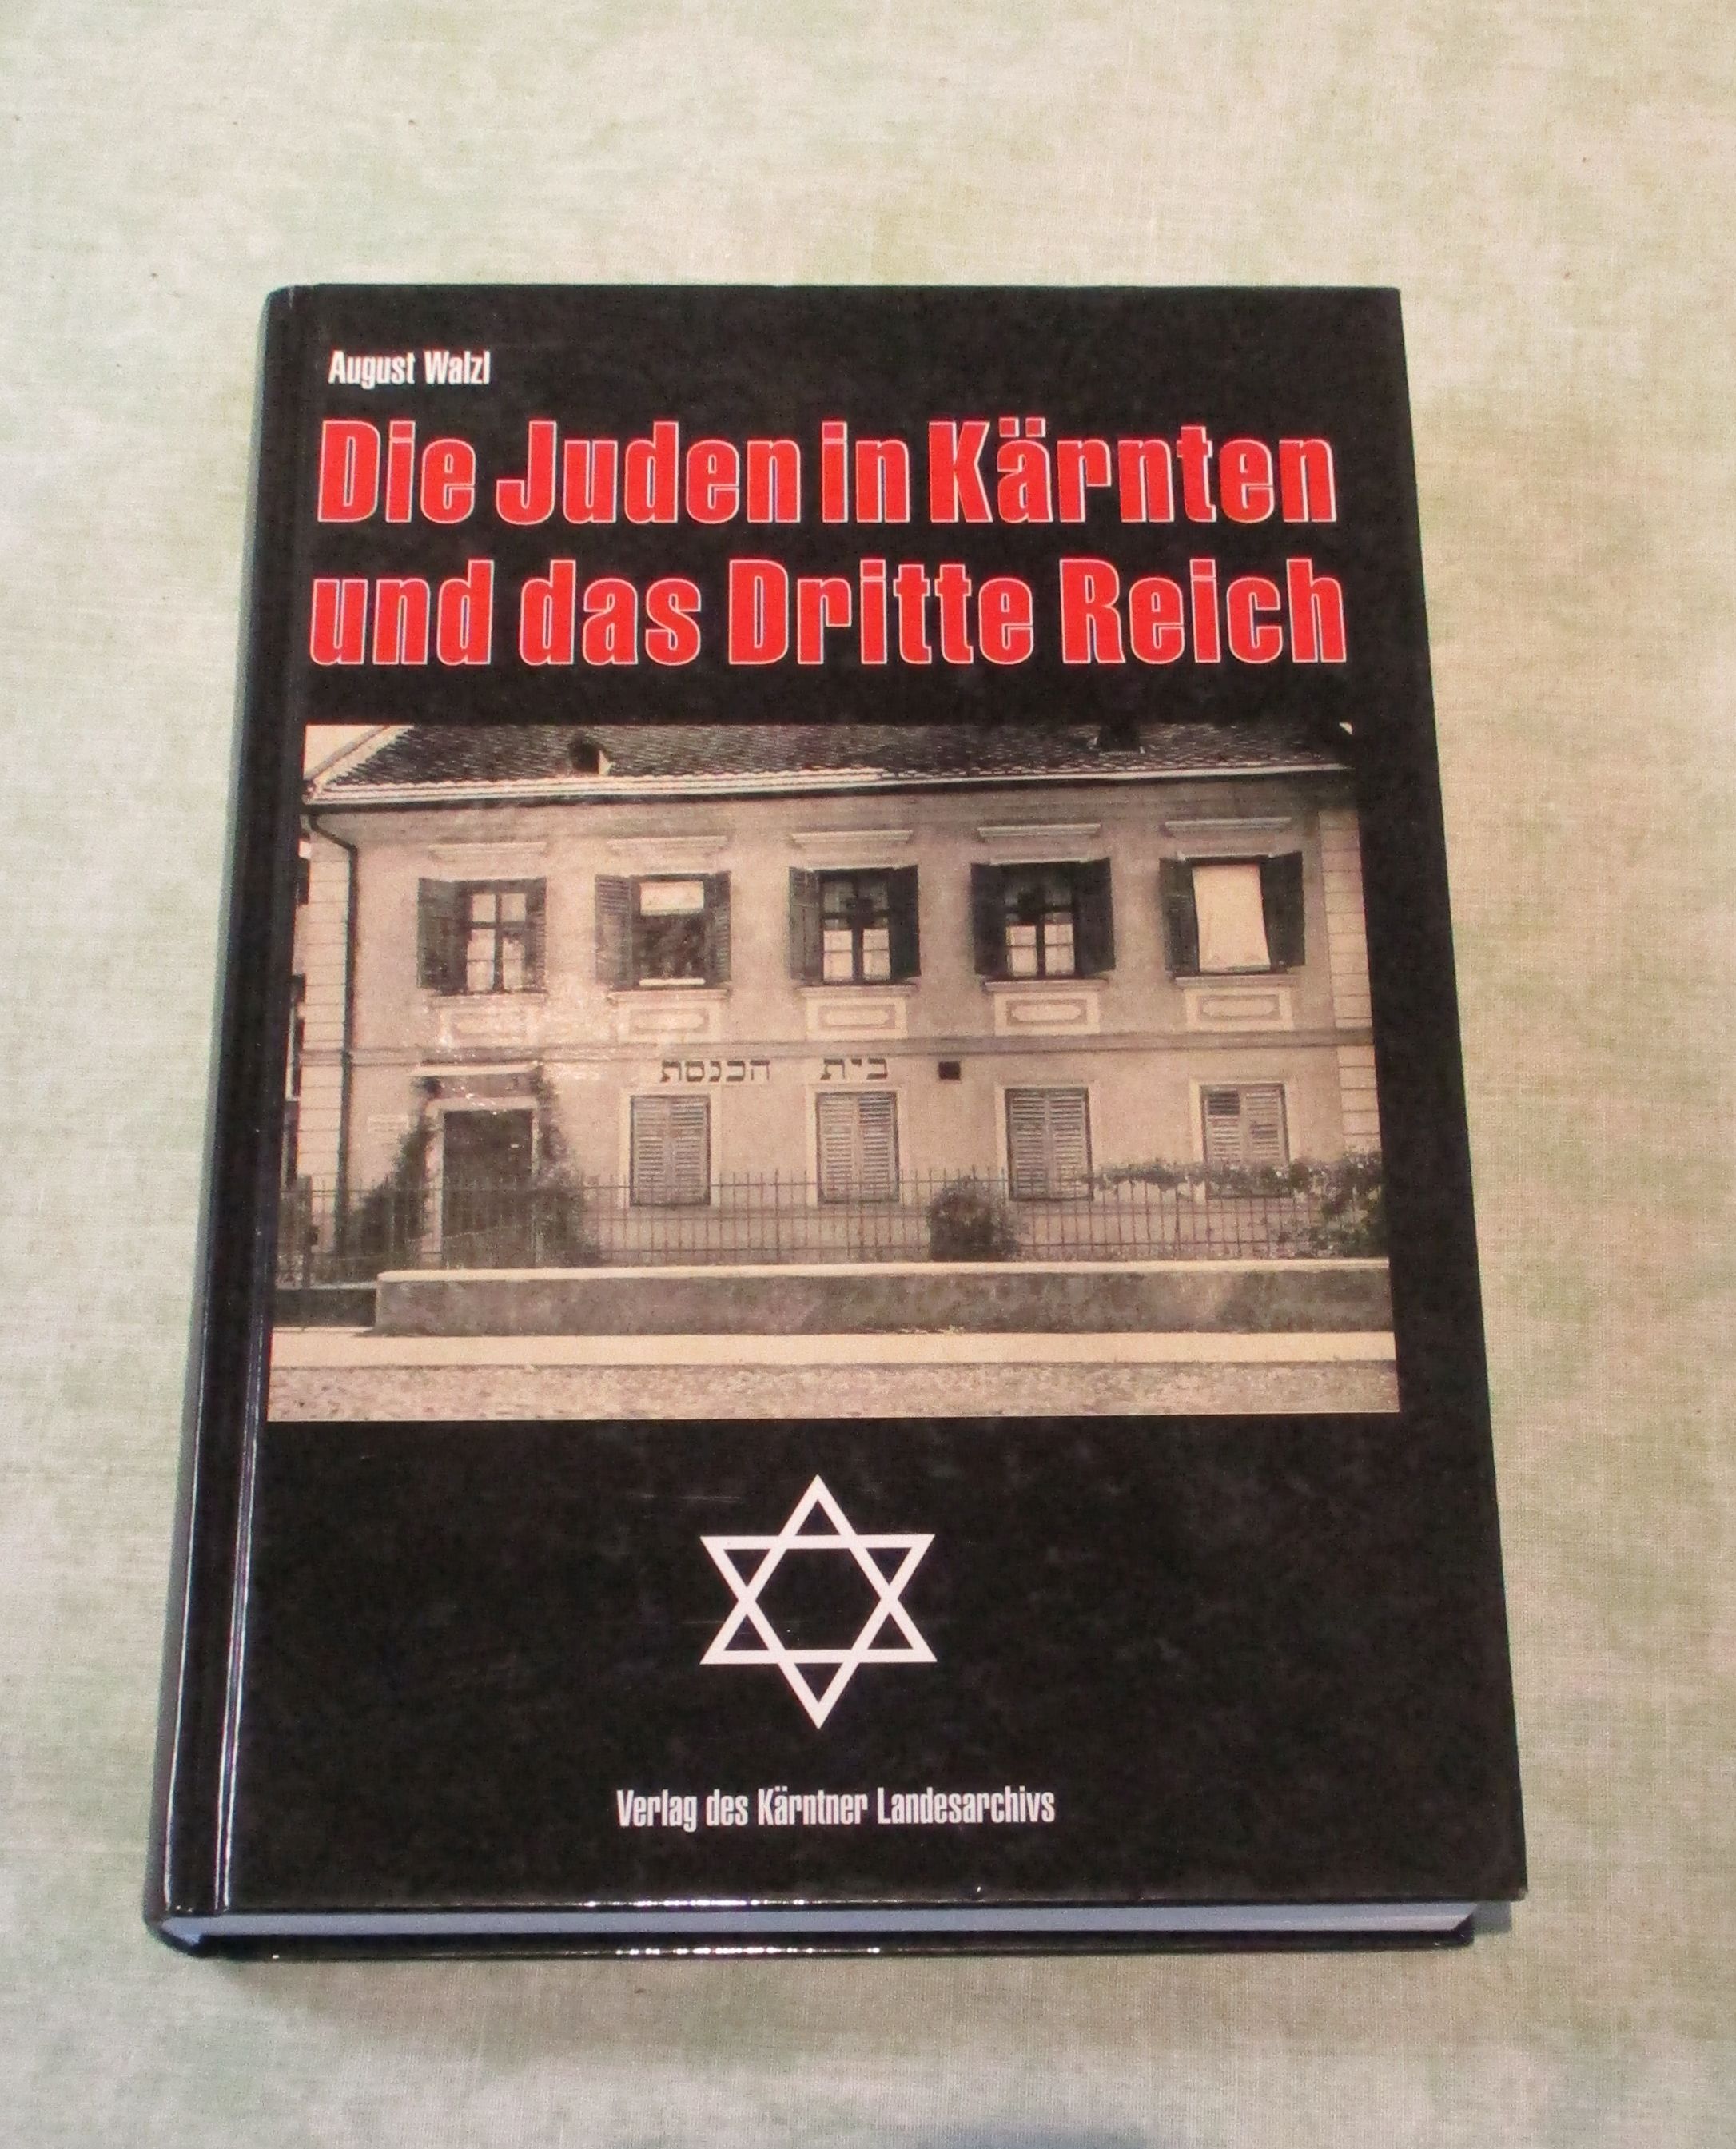 August Walzl
Die Juden in Kärnten
und das Dritte Reich
בית הכנסת
Verlag des Kärntner Landesarchivs